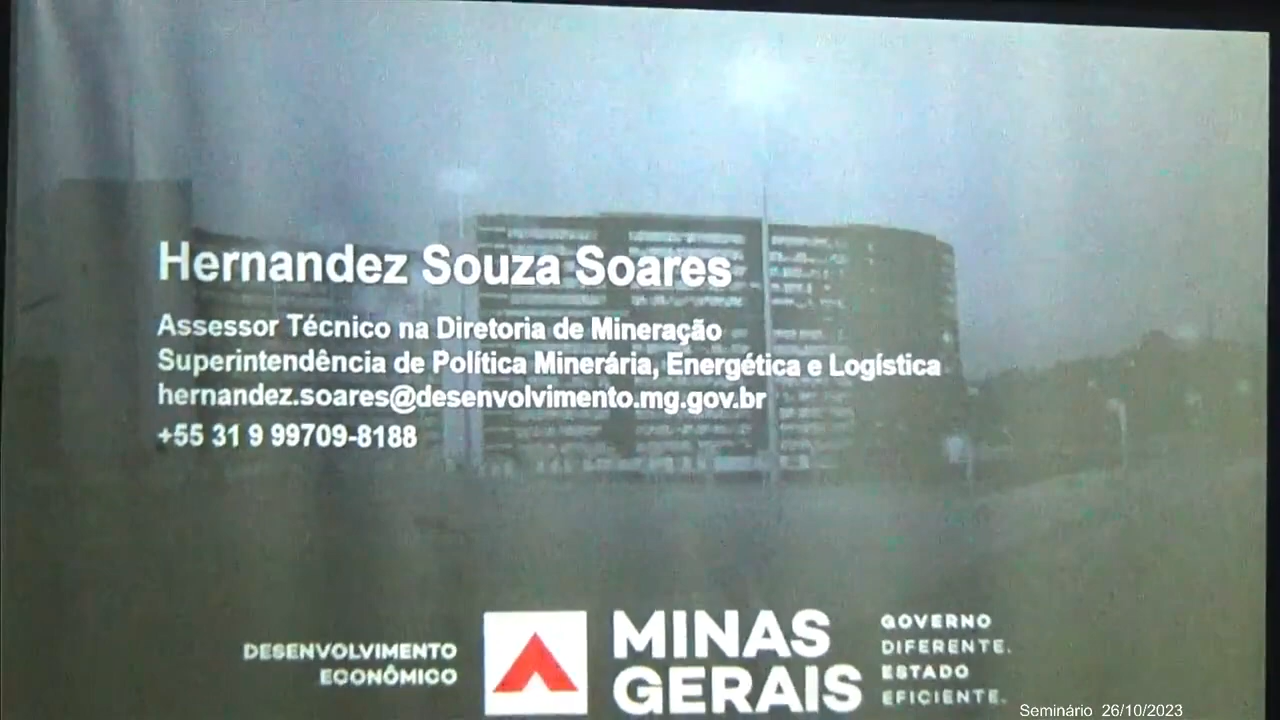 Hernandez Souza Soares
Assessor Técnico na Diretoria de Mineração
Superintendência de Política Minerária, Energética e Logística
hernandez.soares@desenvolvimento.mg.gov.br
+55 31 9 99709-8188
DESENVOLVIMENTO
ECONÔMICO
MINAS
GERAIS
GOVERNO
DIFERENTE.
ESTADO
EFICIENTE.
Seminário 26/10/2023